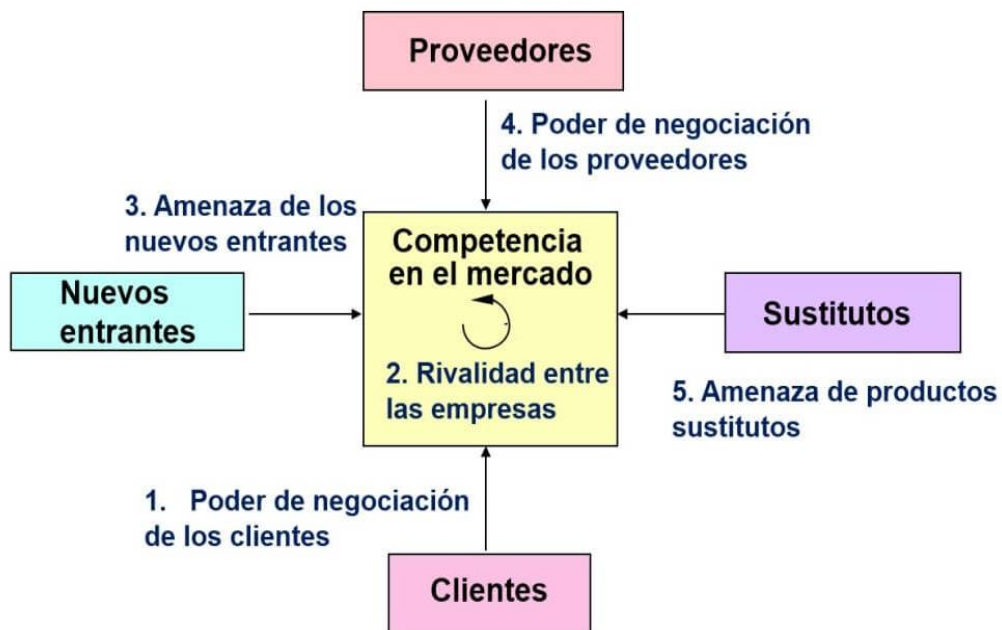 Proveedores
4. Poder de negociación
de los proveedores
3. Amenaza de los
nuevos entrantes
Competencia
en el mercado
Nuevos
entrantes
Sustitutos
2. Rivalidad entre
las empresas
5. Amenaza de productos
sustitutos
1. Poder de negociación
de los clientes
Clientes